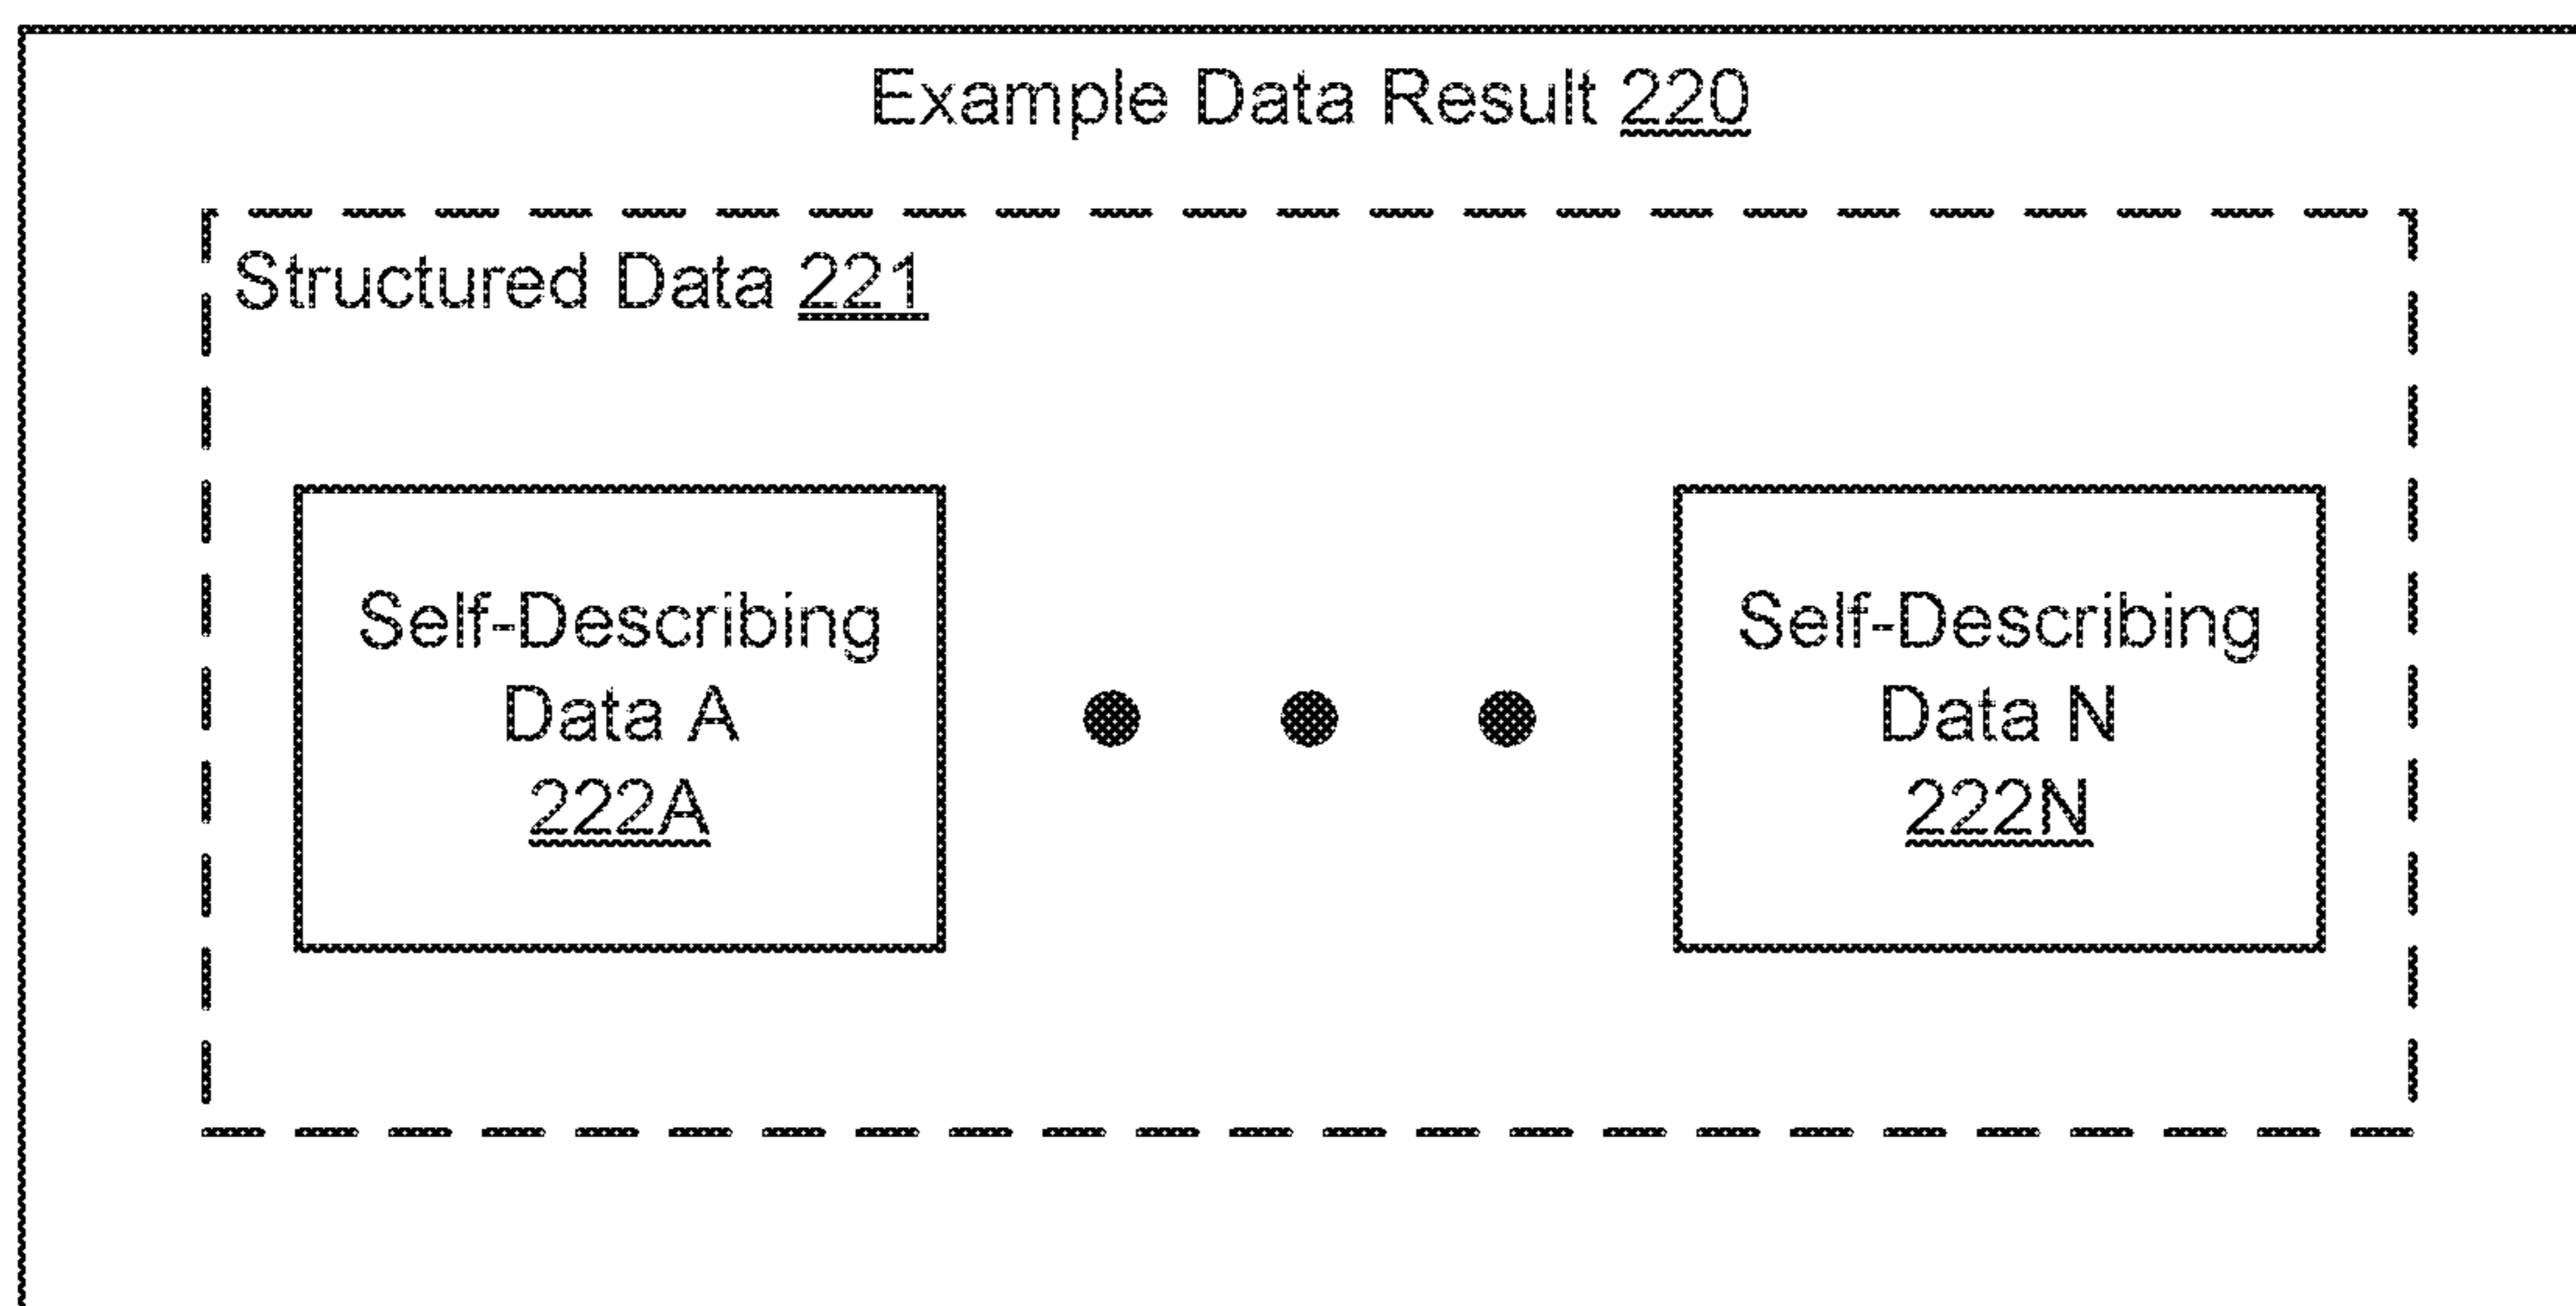 Example Data Result 220
Structured Data 221
Self-Describing
Data A
222A
Self-Describing
Data N
222N